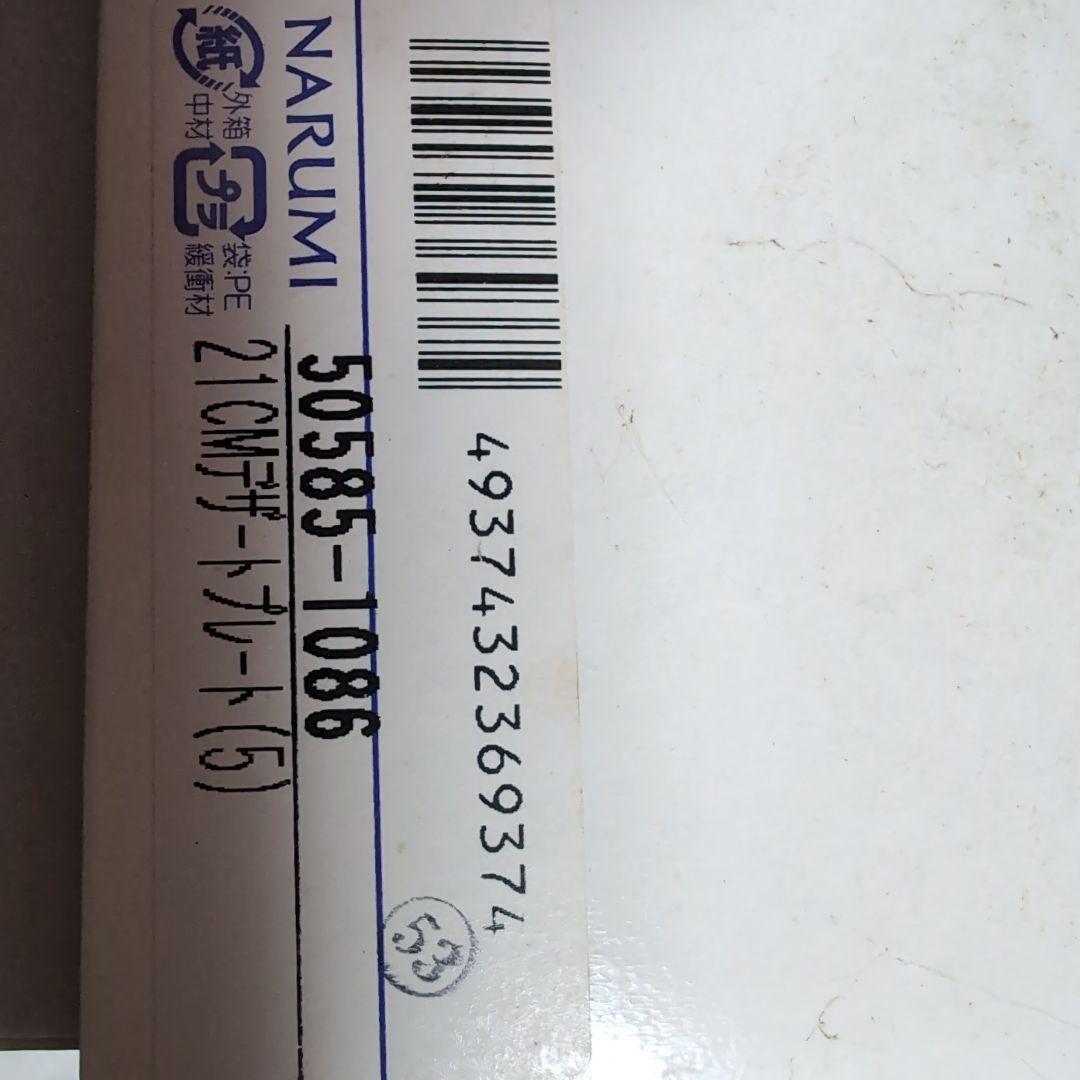 4937432369374
53
NARUMI
50585-1086
21CMデザートプレート(5)
紙
外箱
中材
プラ
袋:PE
緩衝材